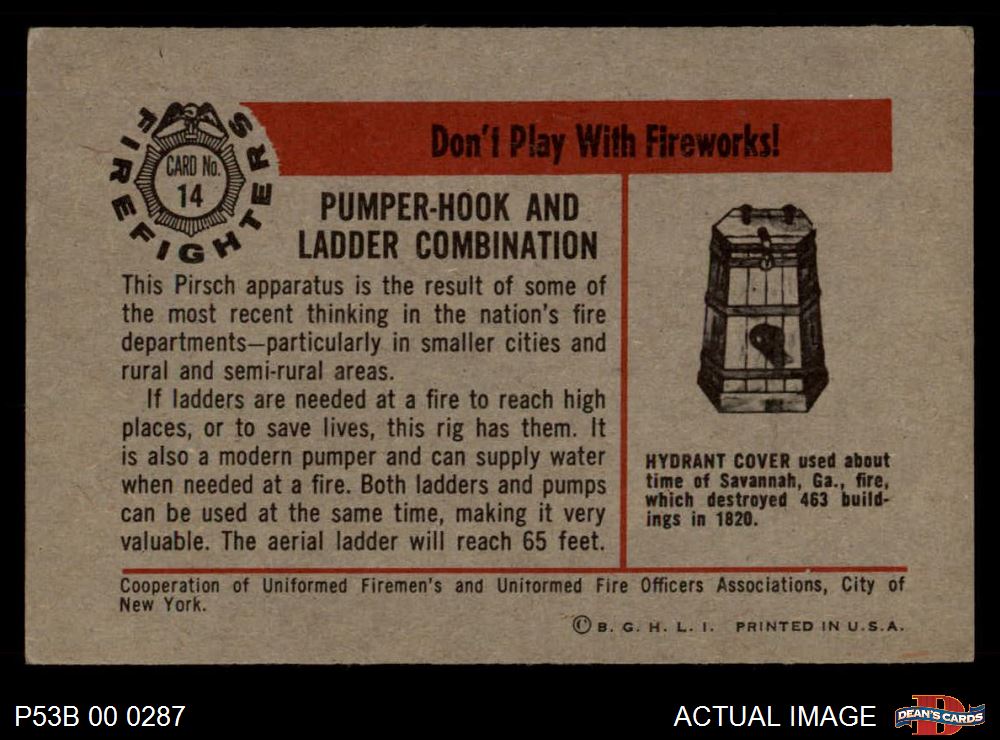 FIREFIGHTERS
CARD No.
14
Don't Play With Fireworks!
PUMPER-HOOK AND
LADDER COMBINATION
This Pirsch apparatus is the result of some of
the most recent thinking in the nation's fire
departments—particularly in smaller cities and
rural and semi-rural areas.
If ladders are needed at a fire to reach high
places, or to save lives, this rig has them. It
is also a modern pumper and can supply water
when needed at a fire. Both ladders and pumps
can be used at the same time, making it very
valuable. The aerial ladder will reach 65 feet.
HYDRANT COVER used about
time of Savannah, Ga., fire,
which destroyed 463 build-
ings in 1820.
Cooperation of Uniformed Firemen's and Uniformed Fire Officers Associations, City of
New York.
© B. G. H. L. I. PRINTED IN U.S.A.
P53B 00 0287
ACTUAL IMAGE
D
DEAN'S CARDS